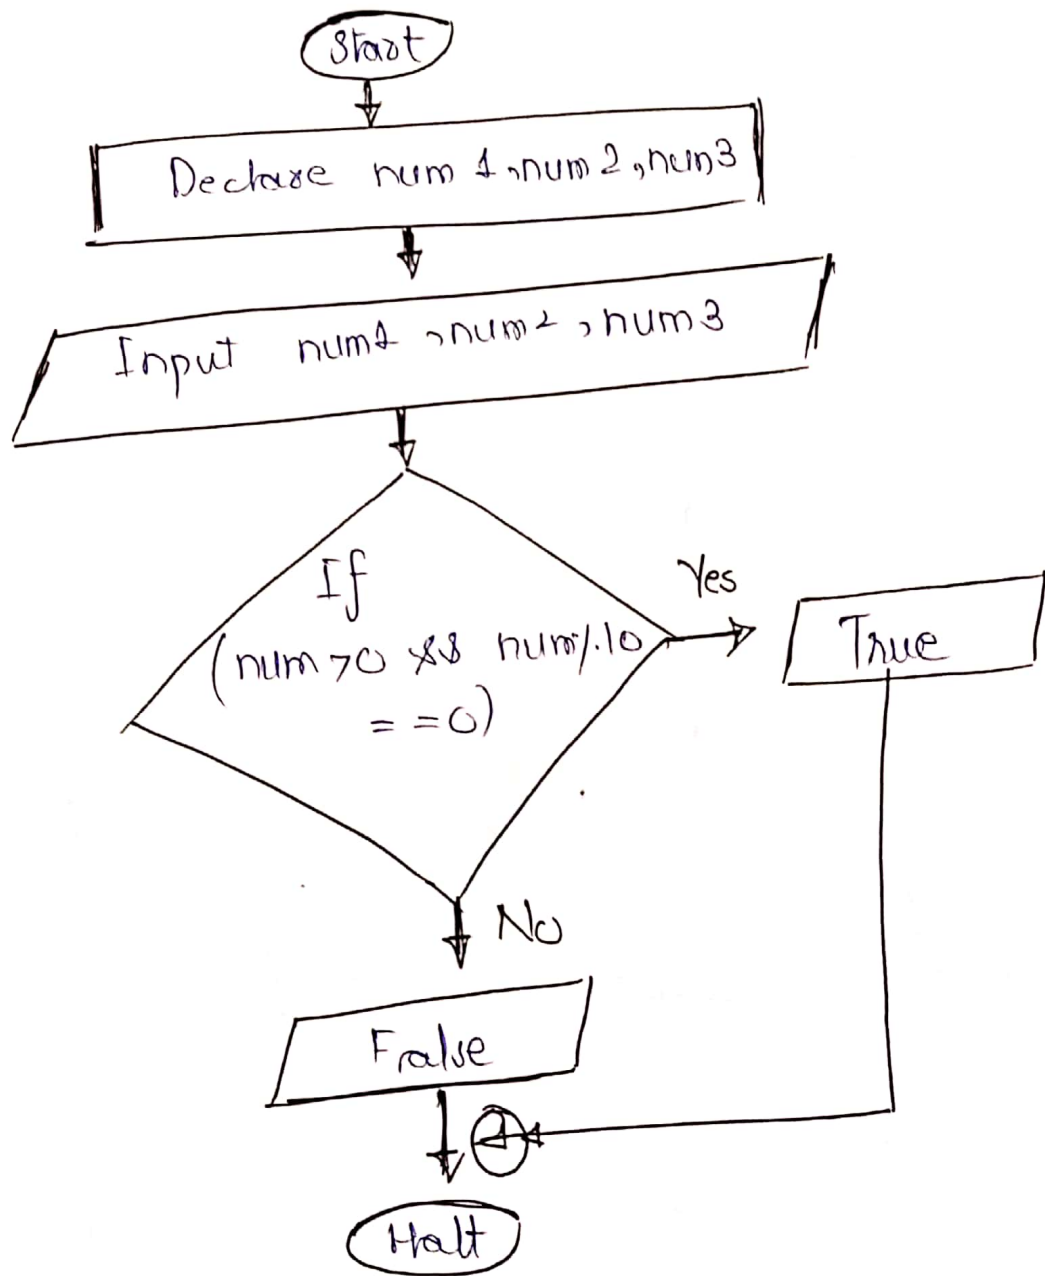 Start
Declare num 1, num 2, num3
Input num1, num2, num3
If
(num>0 && num%10
==0)
Yes
True
No
False
Halt